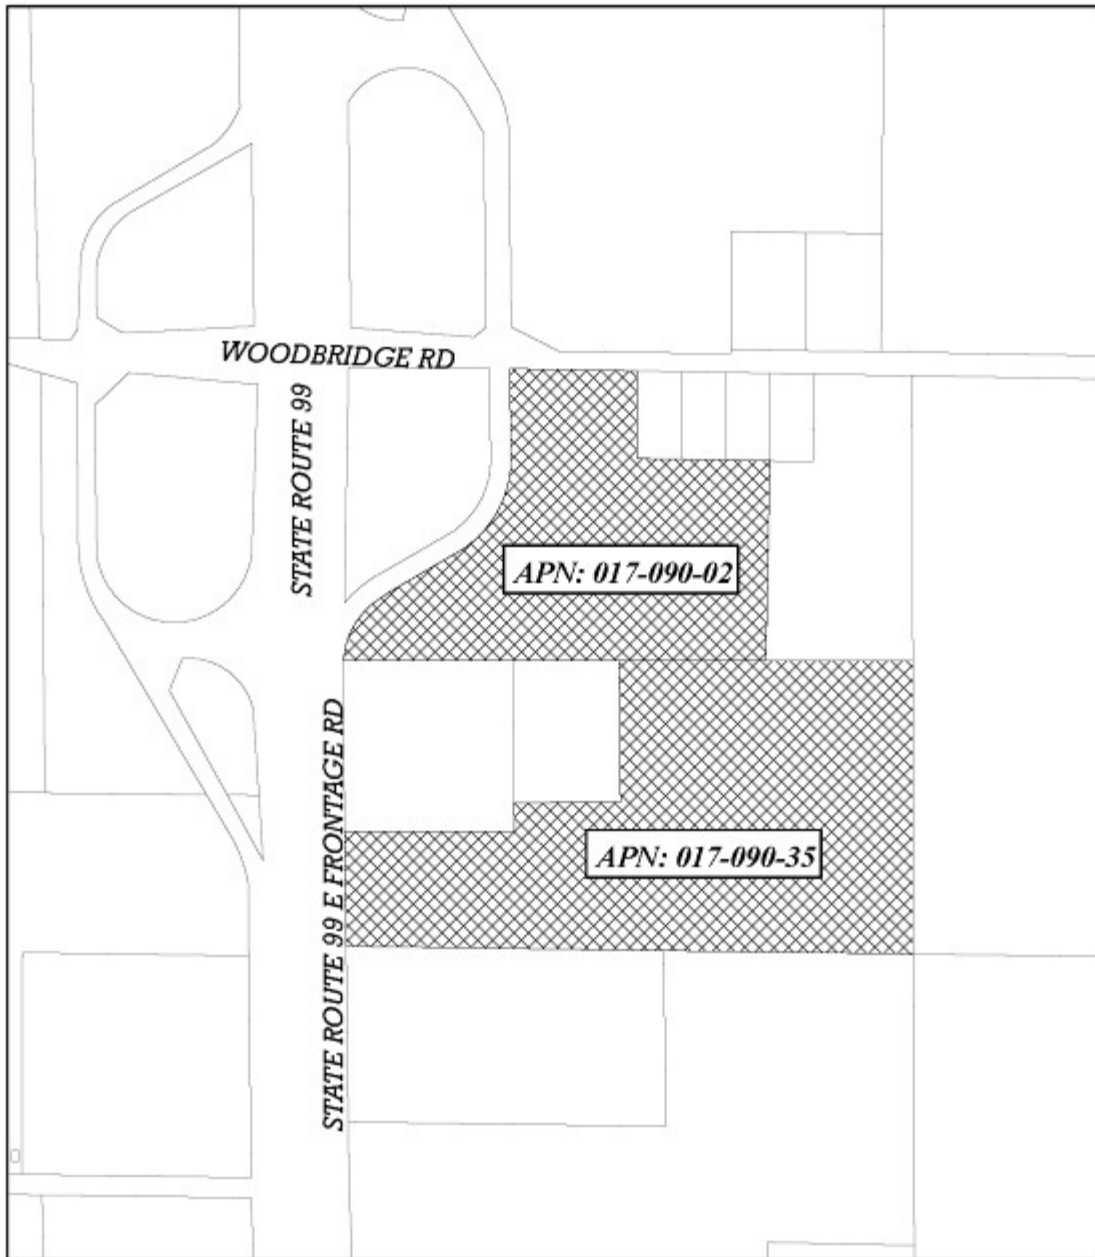 WOODBRIDGE RD
STATE ROUTE 99
APN: 017-090-02
STATE ROUTE 99 E FRONTAGE RD
APN: 017-090-35